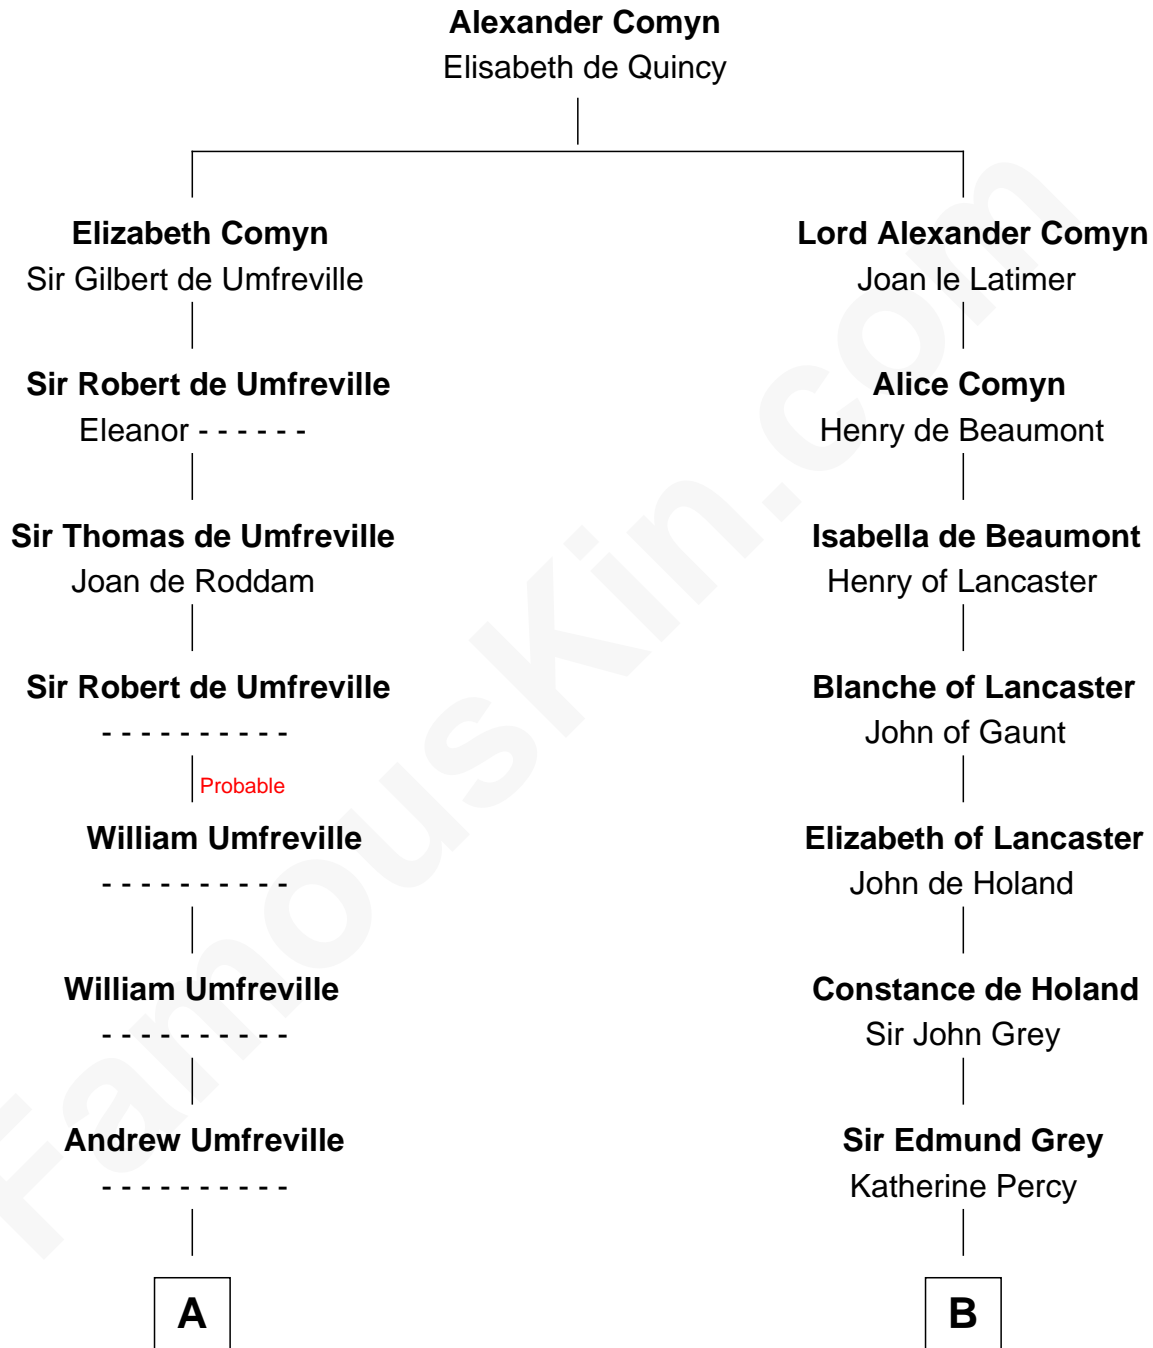 Alexander Comyn
Elisabeth de Quincy
Elizabeth Comyn
Sir Gilbert de Umfreville
Lord Alexander Comyn
Joan le Latimer
Sir Robert de Umfreville
Eleanor - - - - - -
Alice Comyn
Henry de Beaumont
Sir Thomas de Umfreville
Joan de Roddam
Isabella de Beaumont
Henry of Lancaster
Sir Robert de Umfreville
- - - - - - - - - -
Blanche of Lancaster
John of Gaunt
Probable
William Umfreville
- - - - - - - - - -
Elizabeth of Lancaster
John de Holand
William Umfreville
- - - - - - - - - -
Constance de Holand
Sir John Grey
Andrew Umfreville
- - - - - - - - - -
Sir Edmund Grey
Katherine Percy
A
B
FamousKin.com